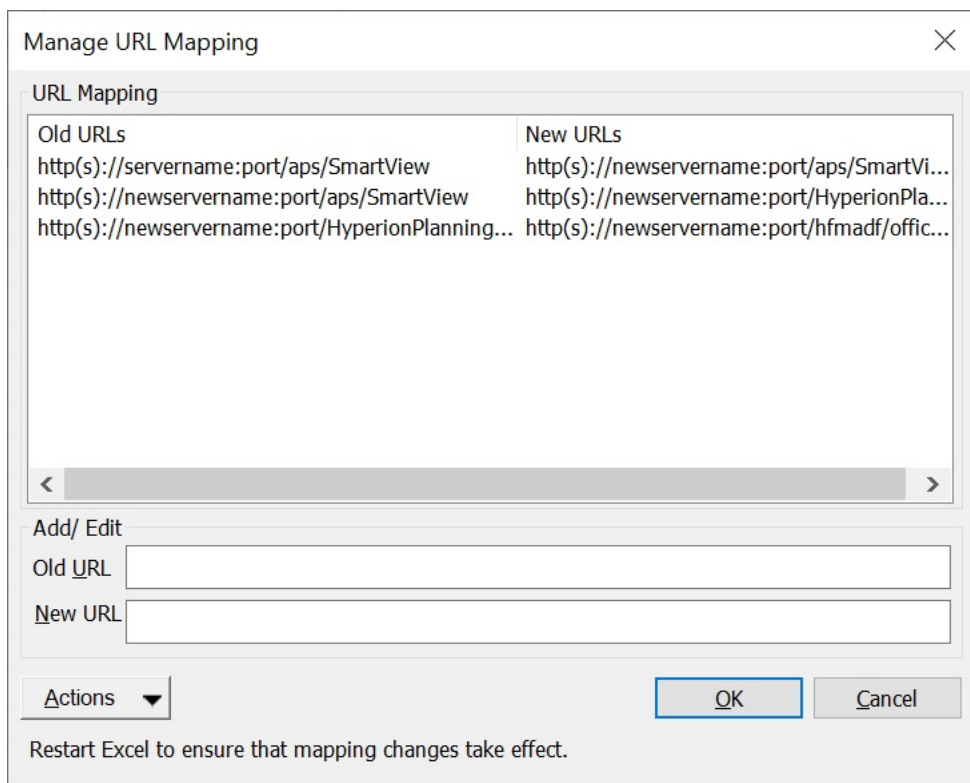 Manage URL Mapping
URL Mapping
Old URLs New URLs
http(s)://servername:port/aps/SmartView http(s)://newservername:port/aps/SmartVi...
http(s)://newservername:port/aps/SmartView http(s)://newservername:port/HyperionPla...
http(s)://newservername:port/HyperionPlanning... http(s)://newservername:port/hfmadf/offic...
Add/ Edit
Old URL
New URL
Actions OK Cancel
Restart Excel to ensure that mapping changes take effect.